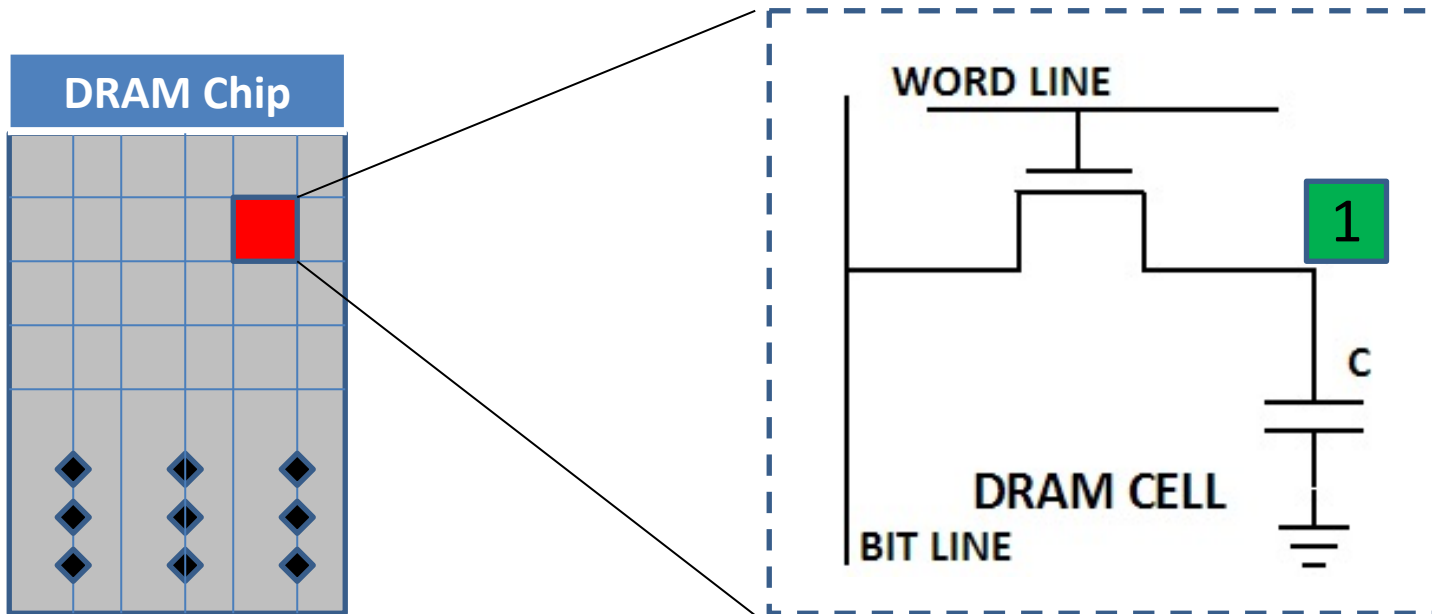 DRAM Chip
WORD LINE
1
C
DRAM CELL
BIT LINE